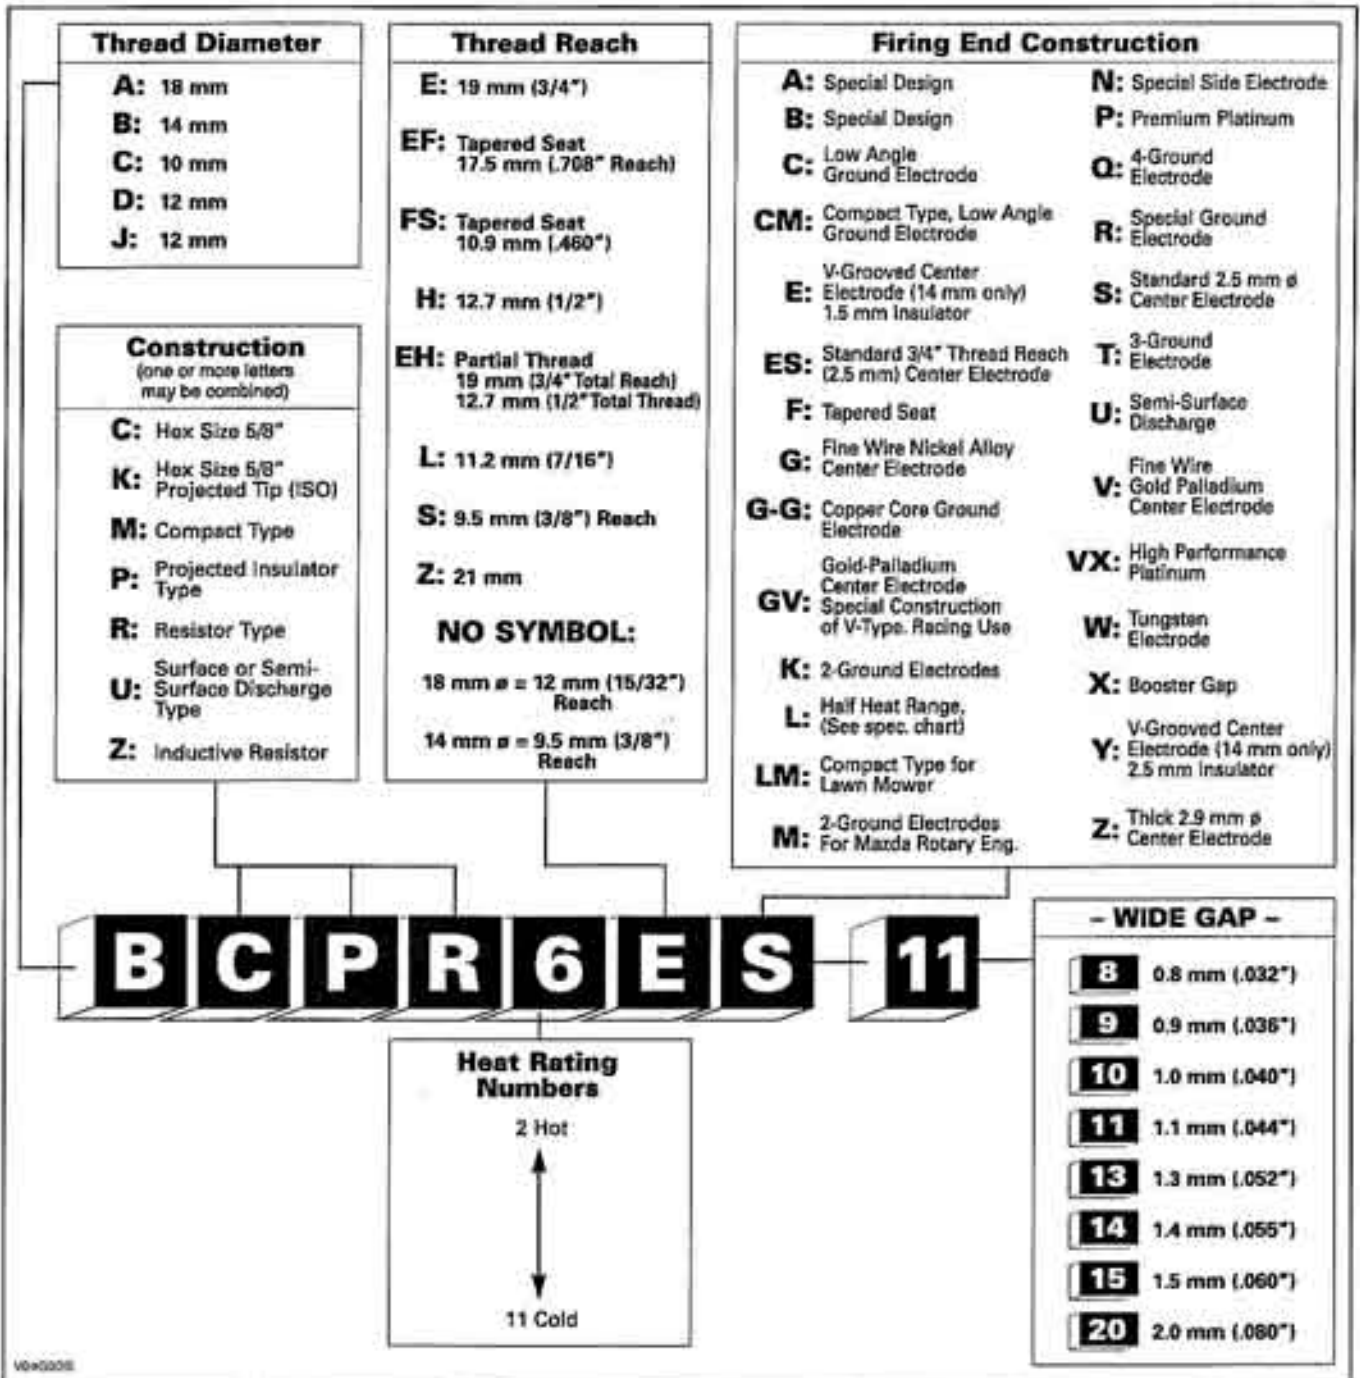 Thread Diameter
A: 18 mm
B: 14 mm
C: 10 mm
D: 12 mm
J: 12 mm
Construction
(one or more letters
may be combined)
C: Hex Size 5/8"
K: Hex Size 5/8"
Projected Tip (ISO)
M: Compact Type
P: Projected Insulator
Type
R: Resistor Type
U: Surface or Semi-
Surface Discharge
Type
Z: Inductive Resistor
Thread Reach
E: 19 mm (3/4")
EF: Tapered Seat
17.5 mm (.708" Reach)
FS: Tapered Seat
10.9 mm (.460")
H: 12.7 mm (1/2")
EH: Partial Thread
19 mm (3/4" Total Reach)
12.7 mm (1/2" Total Thread)
L: 11.2 mm (7/16")
S: 9.5 mm (3/8") Reach
Z: 21 mm
NO SYMBOL:
18 mm ø = 12 mm (15/32")
Reach
14 mm ø = 9.5 mm (3/8")
Reach
Firing End Construction
A: Special Design
B: Special Design
C: Low Angle
Ground Electrode
CM: Compact Type, Low Angle
Ground Electrode
E: V-Grooved Center
Electrode (14 mm only)
1.5 mm Insulator
ES: Standard 3/4" Thread Reach
(2.5 mm) Center Electrode
F: Tapered Seat
G: Fine Wire Nickel Alloy
Center Electrode
G-G: Copper Core Ground
Electrode
GV: Gold-Palladium
Center Electrode
Special Construction
of V-Type. Racing Use
K: 2-Ground Electrodes
L: Half Heat Range,
(See spec. chart)
LM: Compact Type for
Lawn Mower
M: 2-Ground Electrodes
For Mazda Rotary Eng.
N: Special Side Electrode
P: Premium Platinum
Q: 4-Ground
Electrode
R: Special Ground
Electrode
S: Standard 2.5 mm ø
Center Electrode
T: 3-Ground
Electrode
U: Semi-Surface
Discharge
V: Fine Wire
Gold Palladium
Center Electrode
VX: High Performance
Platinum
W: Tungsten
Electrode
X: Booster Gap
Y: V-Grooved Center
Electrode (14 mm only)
2.5 mm Insulator
Z: Thick 2.9 mm ø
Center Electrode
B C P R 6 E S 11
Heat Rating
Numbers
2 Hot
11 Cold
– WIDE GAP –
8 0.8 mm (.032")
9 0.9 mm (.036")
10 1.0 mm (.040")
11 1.1 mm (.044")
13 1.3 mm (.052")
14 1.4 mm (.055")
15 1.5 mm (.060")
20 2.0 mm (.080")